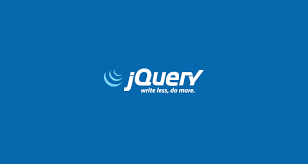 jQuery
write less, do more.